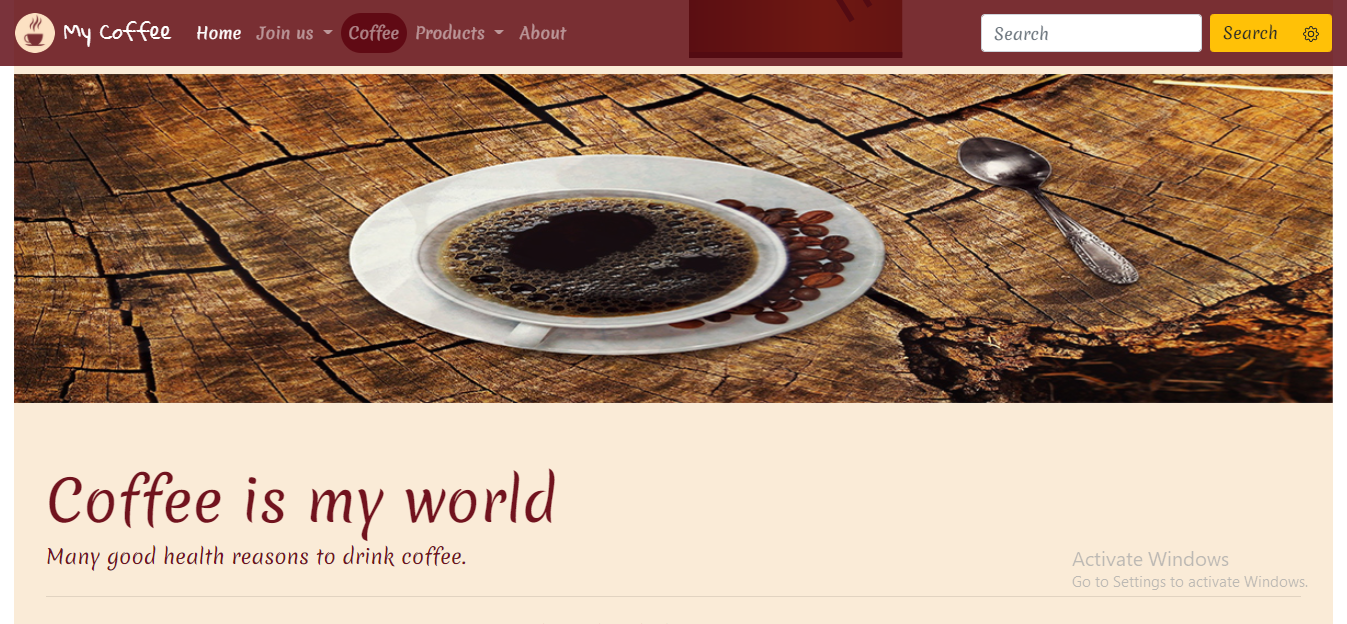 My Coffee Home Join us Coffee Products About Search Search
Coffee is my world
Many good health reasons to drink coffee.
Activate Windows
Go to Settings to activate Windows.